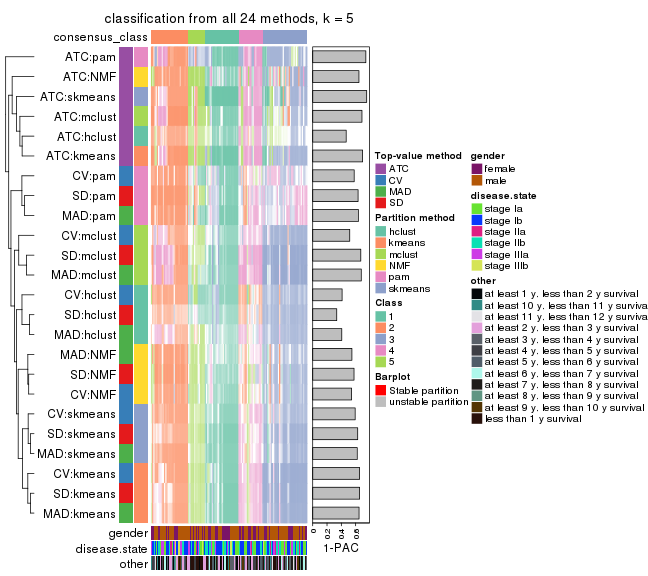 classification from all 24 methods, k = 5
consensus_class
ATC:pam
ATC:NMF
ATC:skmeans
ATC:mclust
ATC:hclust
ATC:kmeans
CV:pam
SD:pam
MAD:pam
CV:mclust
SD:mclust
MAD:mclust
CV:hclust
SD:hclust
MAD:hclust
MAD:NMF
SD:NMF
CV:NMF
CV:skmeans
SD:skmeans
MAD:skmeans
CV:kmeans
SD:kmeans
MAD:kmeans
gender
disease.state
other
0 0.2 0.4 0.6
1-PAC
Top-value method
ATC
CV
MAD
SD
Partition method
hclust
kmeans
mclust
NMF
pam
skmeans
Class
1
2
3
4
5
Barplot
Stable partition
unstable partition
gender
female
male
disease.state
stage Ia
stage Ib
stage IIa
stage IIb
stage IIIa
stage IIIb
other
at least 1 y. less than 2 y survival
at least 10 y. less than 11 y surviva
at least 11 y. less than 12 y surviva
at least 2 y. less than 3 y survival
at least 3 y. less than 4 y survival
at least 4 y. less than 5 y survival
at least 5 y. less than 6 y survival
at least 6 y. less than 7 y survival
at least 7 y. less than 8 y survival
at least 8 y. less than 9 y survival
at least 9 y. less than 10 y survival
less than 1 y survival